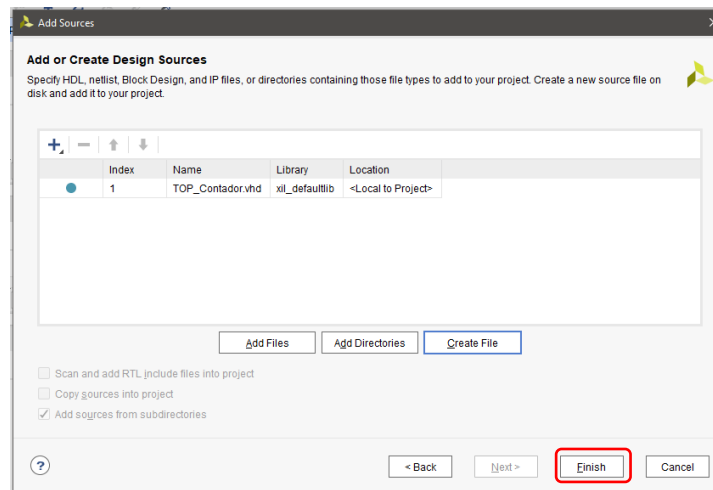 Add Sources
Add or Create Design Sources
Specify HDL, netlist, Block Design, and IP files, or directories containing those file types to add to your project. Create a new source file on
disk and add it to your project.
Index Name Library Location
1 TOP_Contador.vhd xil_defaultlib <Local to Project>
Add Files Add Directories Create File
Scan and add RTL include files into project
Copy sources into project
Add sources from subdirectories
? < Back Next > Finish Cancel